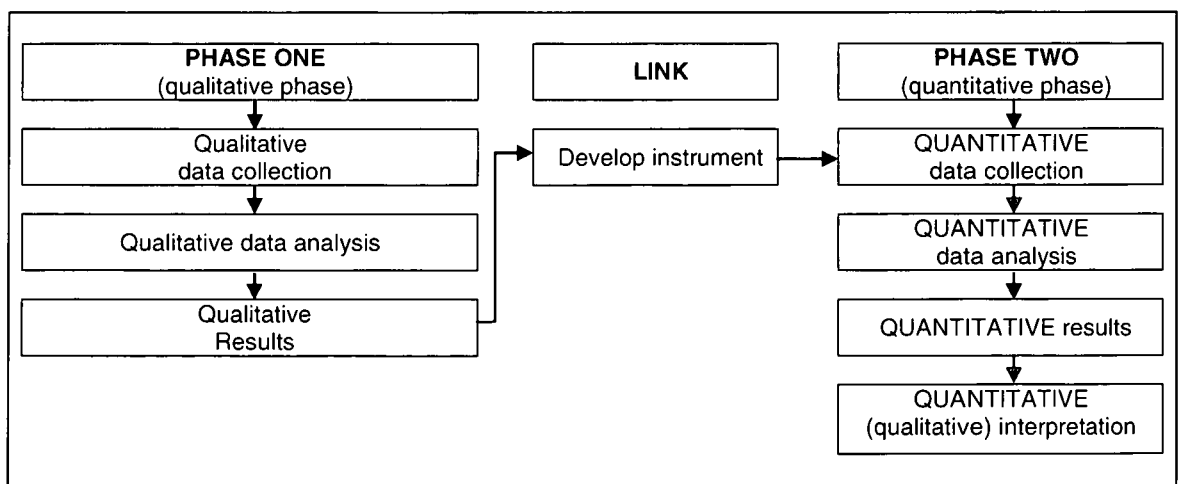 PHASE ONE
(qualitative phase)
Qualitative
data collection
Qualitative data analysis
Qualitative
Results
LINK
Develop instrument
PHASE TWO
(quantitative phase)
QUANTITATIVE
data collection
QUANTITATIVE
data analysis
QUANTITATIVE results
QUANTITATIVE
(qualitative) interpretation